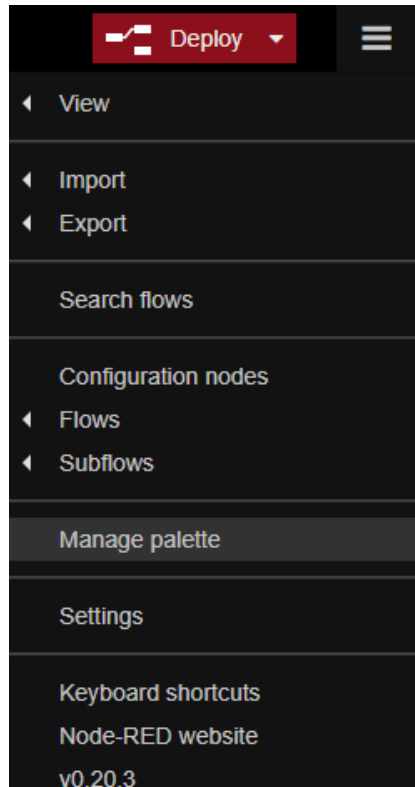 Deploy
View
Import
Export
Search flows
Configuration nodes
Flows
Subflows
Manage palette
Settings
Keyboard shortcuts
Node-RED website
v0.20.3